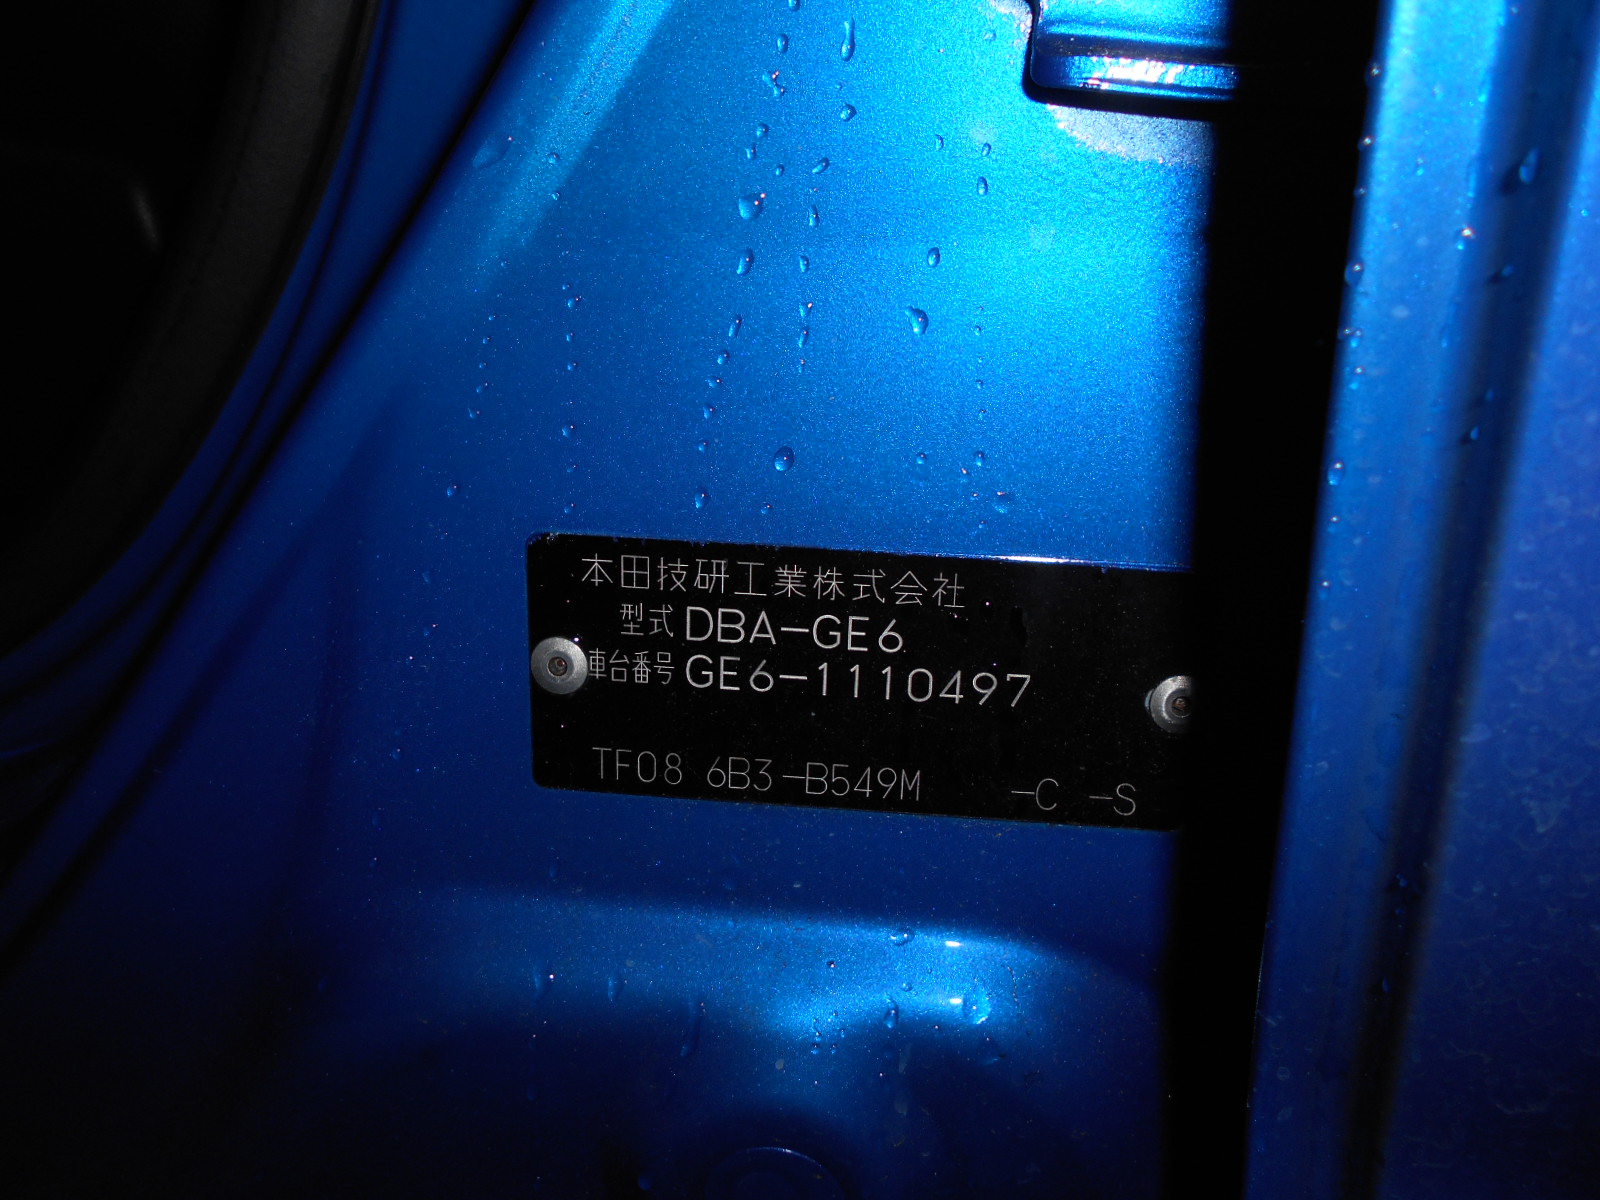 本田技研工業株式会社
型式 DBA-GE6
車台番号 GE6-1110497
TF08 6B3-B549M -C -S